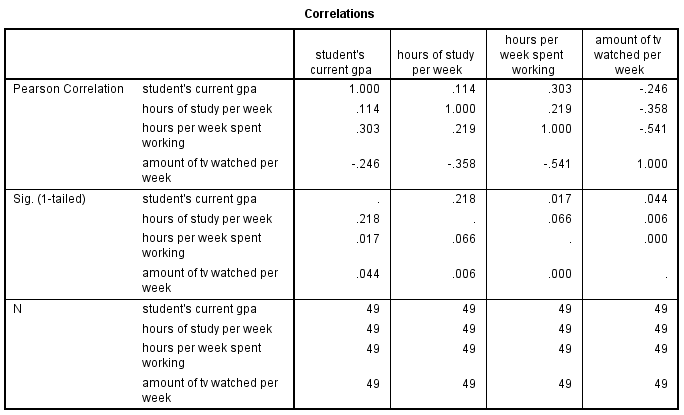 Correlations
student's current gpa hours of study per week hours per week spent working amount of tv watched per week
Pearson Correlation student's current gpa 1.000 .114 .303 -.246
hours of study per week .114 1.000 .219 -.358
hours per week spent working .303 .219 1.000 -.541
amount of tv watched per week -.246 -.358 -.541 1.000
Sig. (1-tailed) student's current gpa . .218 .017 .044
hours of study per week .218 . .066 .006
hours per week spent working .017 .066 . .000
amount of tv watched per week .044 .006 .000 .
N student's current gpa 49 49 49 49
hours of study per week 49 49 49 49
hours per week spent working 49 49 49 49
amount of tv watched per week 49 49 49 49